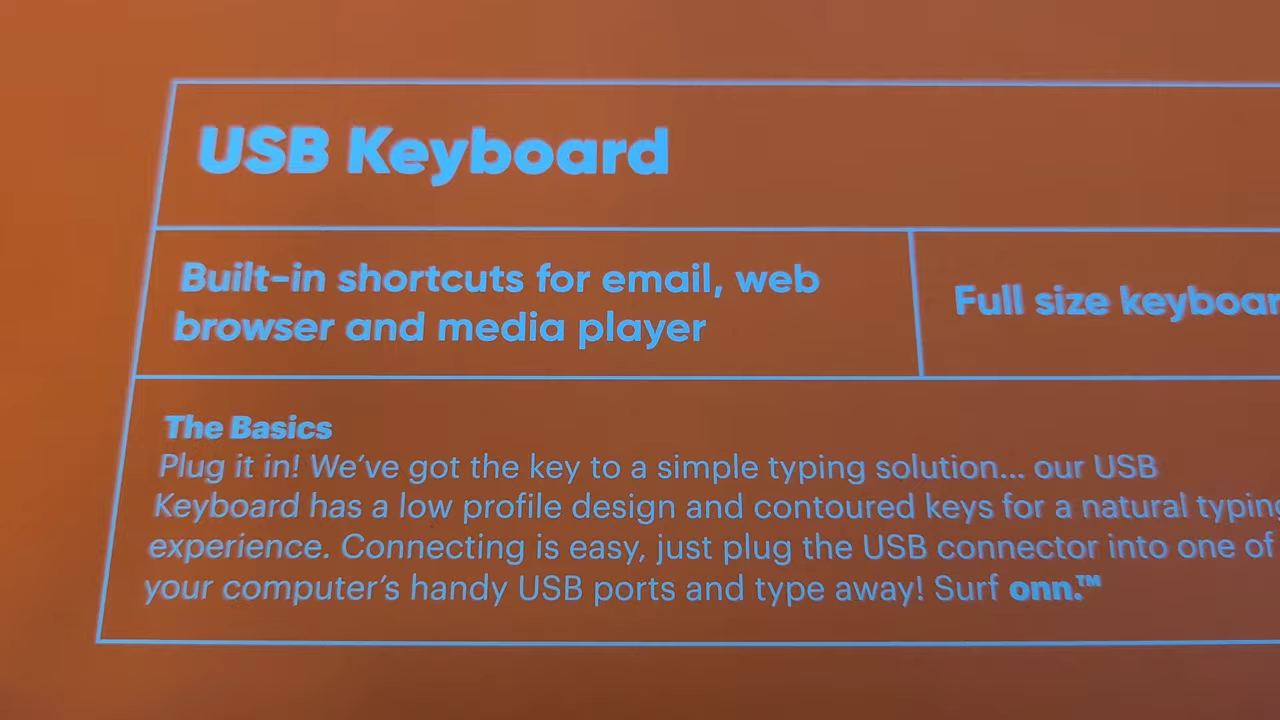 USB Keyboard
Built-in shortcuts for email, web
browser and media player
Full size keyboar
The Basics
Plug it in! We've got the key to a simple typing solution... our USB
Keyboard has a low profile design and contoured keys for a natural typing
experience. Connecting is easy, just plug the USB connector into one of
your computer's handy USB ports and type away! Surf onn.™